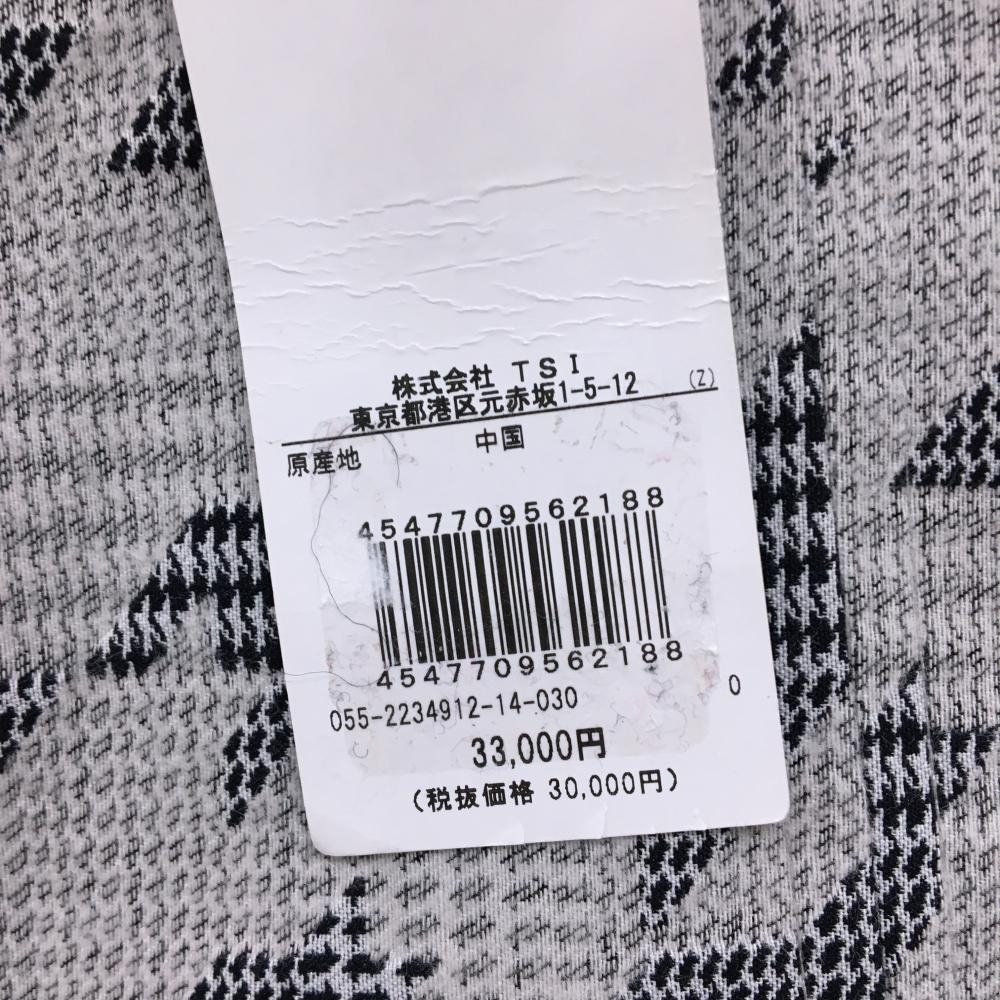 株式会社 TSI
東京都港区元赤坂1-5-12 (Z)
原産地 中国
4547709562188
4547709562188
055-2234912-14-030 0
33,000円
(税抜価格 30,000円)